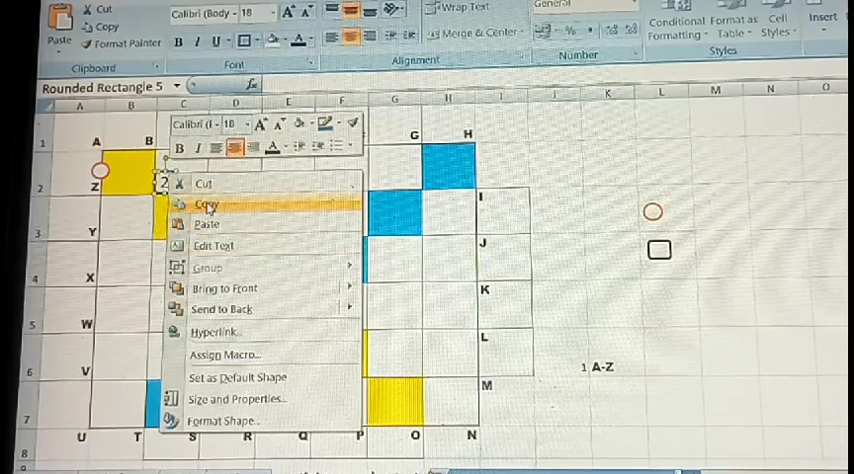 Cut
Copy
Format Painter
Paste
Clipboard
Calibri (Body
18
B I U
A A
A
Font
Wrap Text
Merge & Center
Alignment
General
%
Number
Conditional Format as Cell
Formatting Table Styles
Styles
Insert
Rounded Rectangle 5
fx
A B C D E F G H I J K L M N O
Calibri (I 18 A A
B I A
1 A B G H
2 Z 2
I
3 Y
J
4 X
K
5 W
L
6 V
1 A-Z
M
7
U T S R Q P O N
8
9
Cut
Copy
Paste
Edit Text
Group
Bring to Front
Send to Back
Hyperlink...
Assign Macro...
Set as Default Shape
Size and Properties...
Format Shape...